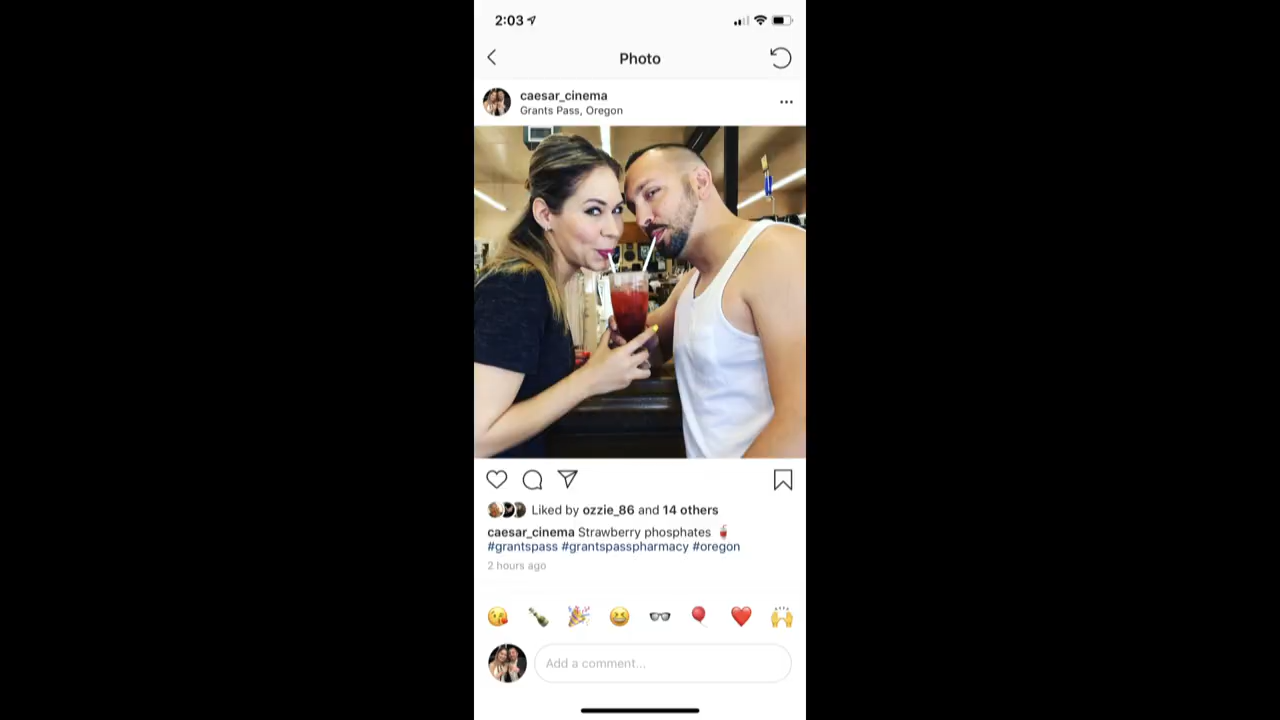 2:03
Photo
caesar_cinema
Grants Pass, Oregon
Liked by ozzie_86 and 14 others
caesar_cinema Strawberry phosphates
#grantspass #grantspasspharmacy #oregon
2 hours ago
Add a comment...